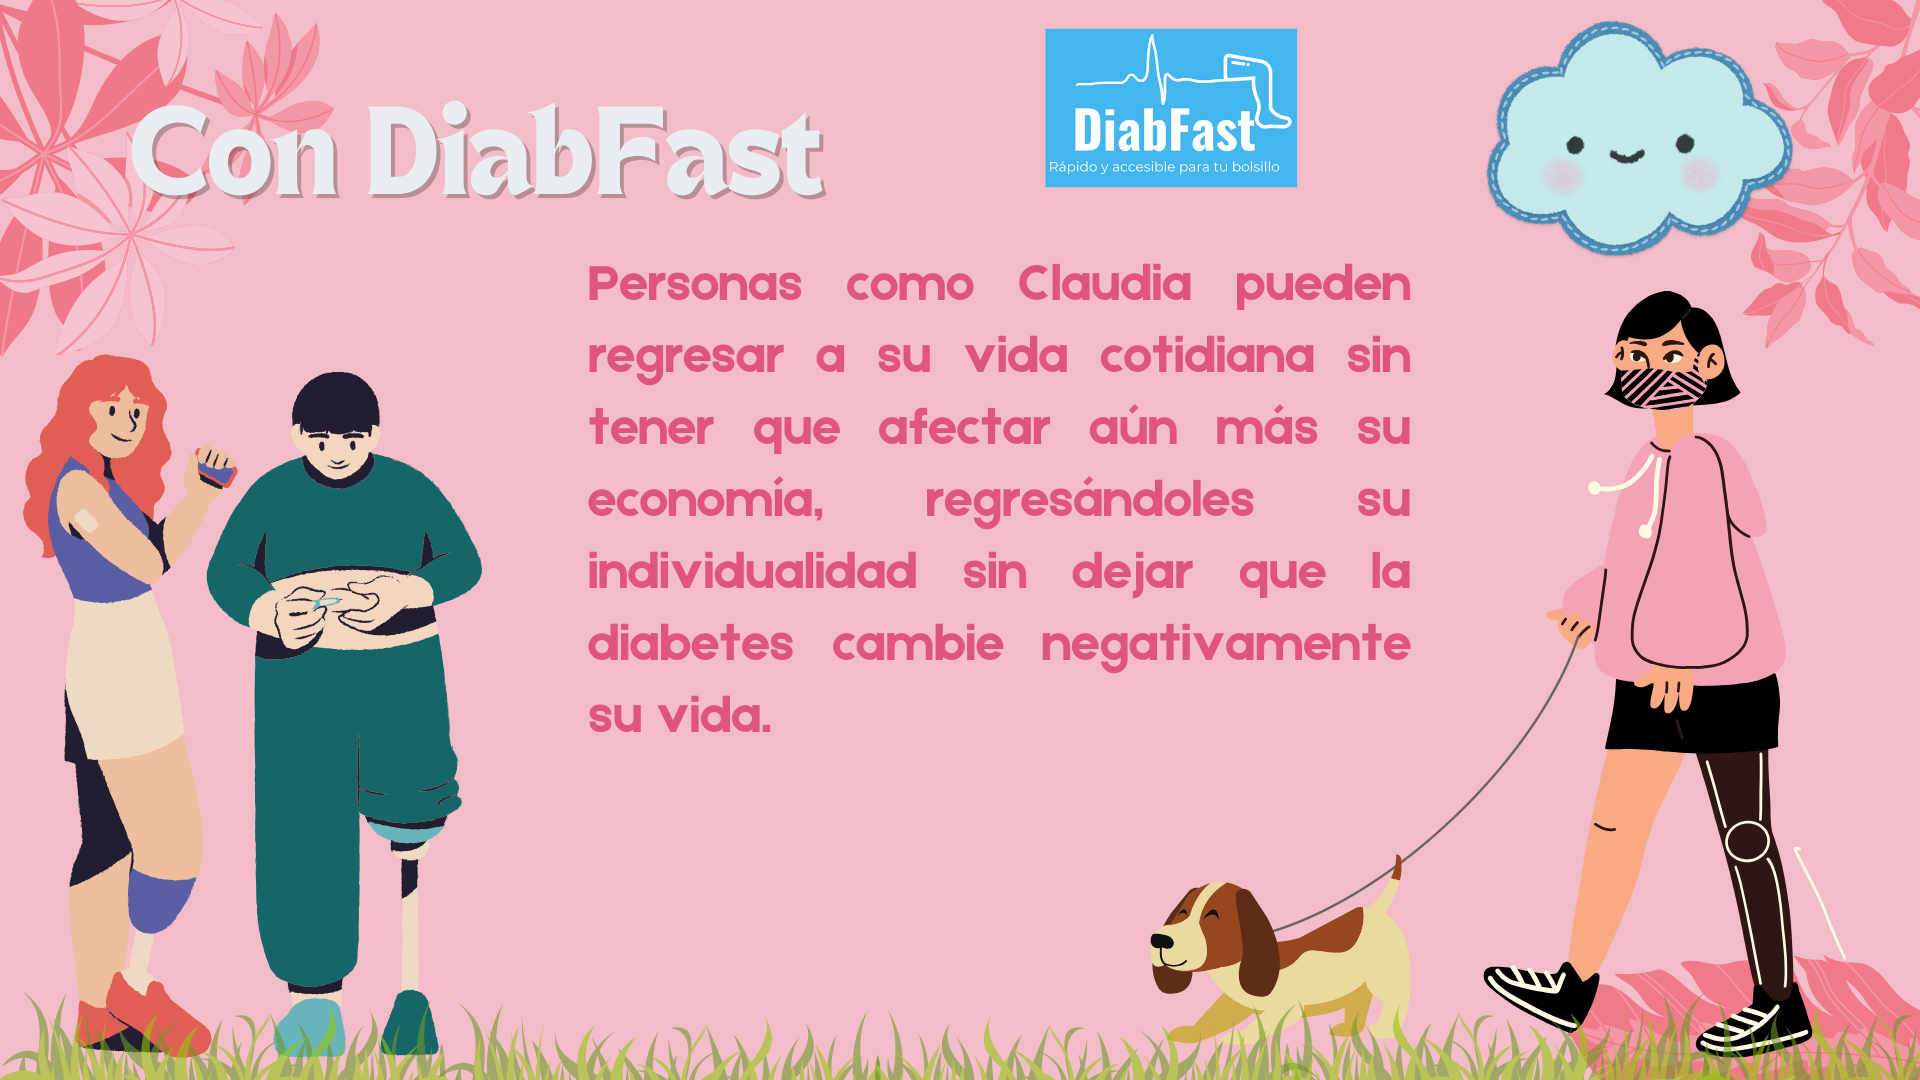 Con DiabFast
DiabFast
Rápido y accesible para tu bolsillo
Personas como Claudia pueden
regresar a su vida cotidiana sin
tener que afectar aún más su
economía, regresándoles su
individualidad sin dejar que la
diabetes cambie negativamente
su vida.